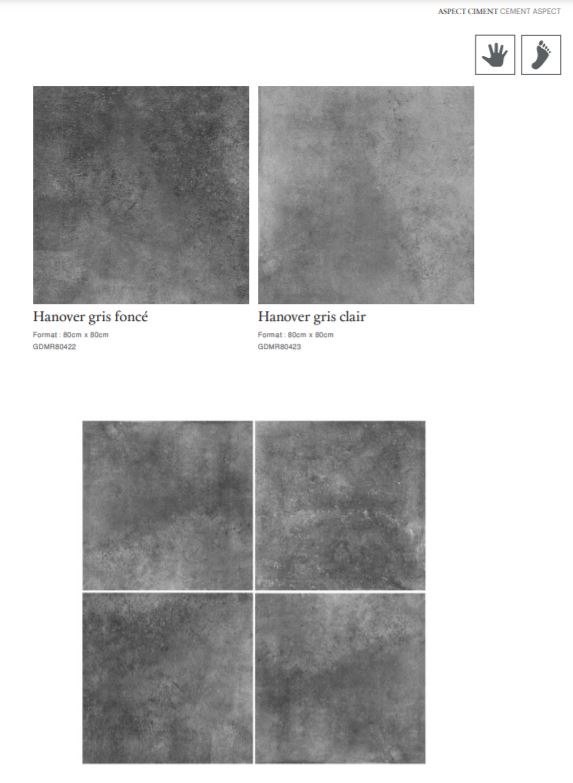 ASPECT CIMENT CEMENT ASPECT
Hanover gris foncé
Format : 80cm x 80cm
GDMR80422
Hanover gris clair
Format : 80cm x 80cm
GDMR80423